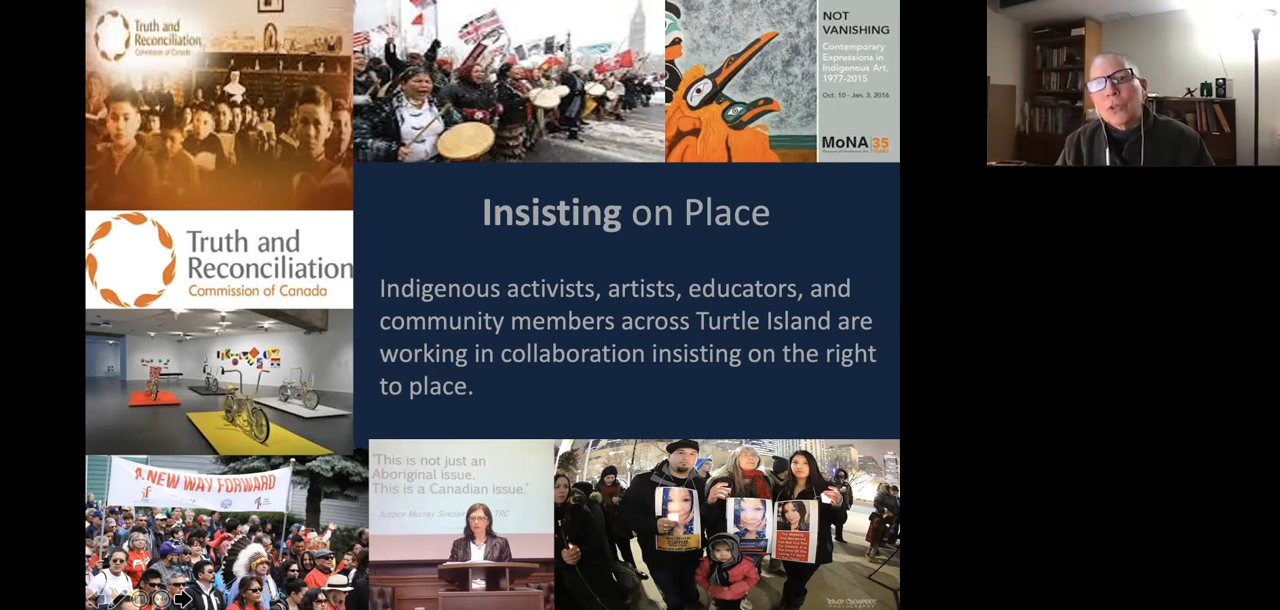 Truth and
Reconciliation
Commission of Canada
NOT
VANISHING
Contemporary
Expressions in
Indigenous Art,
1977-2015
Oct. 10 - Jan. 3, 2016
MoNA 35
Insisting on Place
Truth and
Reconciliation
Commission of Canada
Indigenous activists, artists, educators, and
community members across Turtle Island are
working in collaboration insisting on the right
to place.
A NEW WAY FORWARD
"This is not just an
Aboriginal issue.
This is a Canadian issue."
- Justice Murray Sinclair TRC
PHOTOGRAPHY